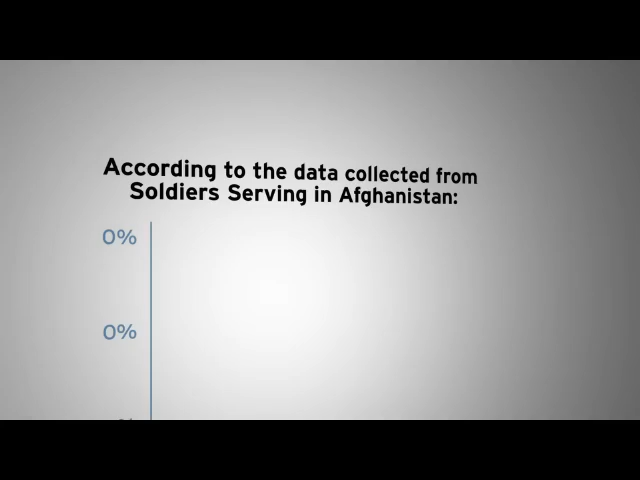 According to the data collected from
Soldiers Serving in Afghanistan:
0%
0%